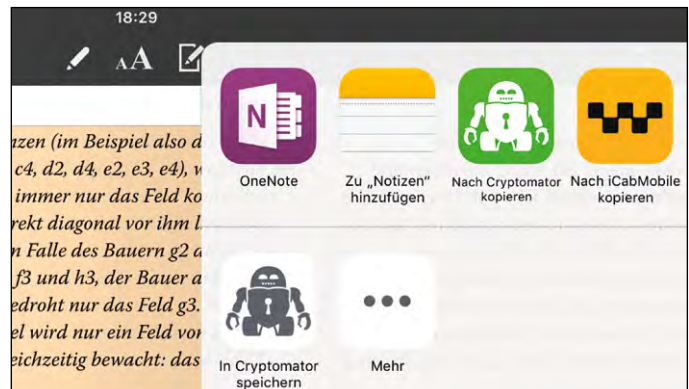 18:29
AA
nzen (im Beispiel also d
c4, d2, d4, e2, e3, e4), w
immer nur das Feld ko
rekt diagonal vor ihm l
n Falle des Bauern g2 d
f3 und h3, der Bauer a
edroht nur das Feld g3.
el wird nur ein Feld vor
eichzeitig bewacht: das
N
OneNote
Zu „Notizen“
hinzufügen
Nach Cryptomator
kopieren
Nach iCabMobile
kopieren
In Cryptomator
speichern
Mehr